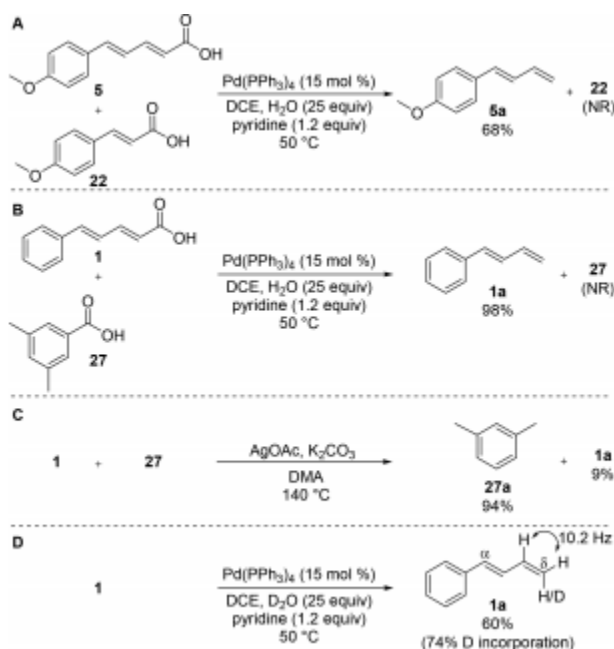 A
O
OH
O
5
+
O
OH
O
22
Pd(PPh3)4 (15 mol %)
DCE, H2O (25 equiv)
pyridine (1.2 equiv)
50 °C
O
5a
68%
+ 22
(NR)
B
O
OH
1
+
O
OH
27
Pd(PPh3)4 (15 mol %)
DCE, H2O (25 equiv)
pyridine (1.2 equiv)
50 °C
1a
98%
+ 27
(NR)
C
1 + 27
AgOAc, K2CO3
DMA
140 °C
27a
94%
+ 1a
9%
D
1
Pd(PPh3)4 (15 mol %)
DCE, D2O (25 equiv)
pyridine (1.2 equiv)
50 °C
H 10.2 Hz
α δ H
H/D
1a
60%
(74% D incorporation)